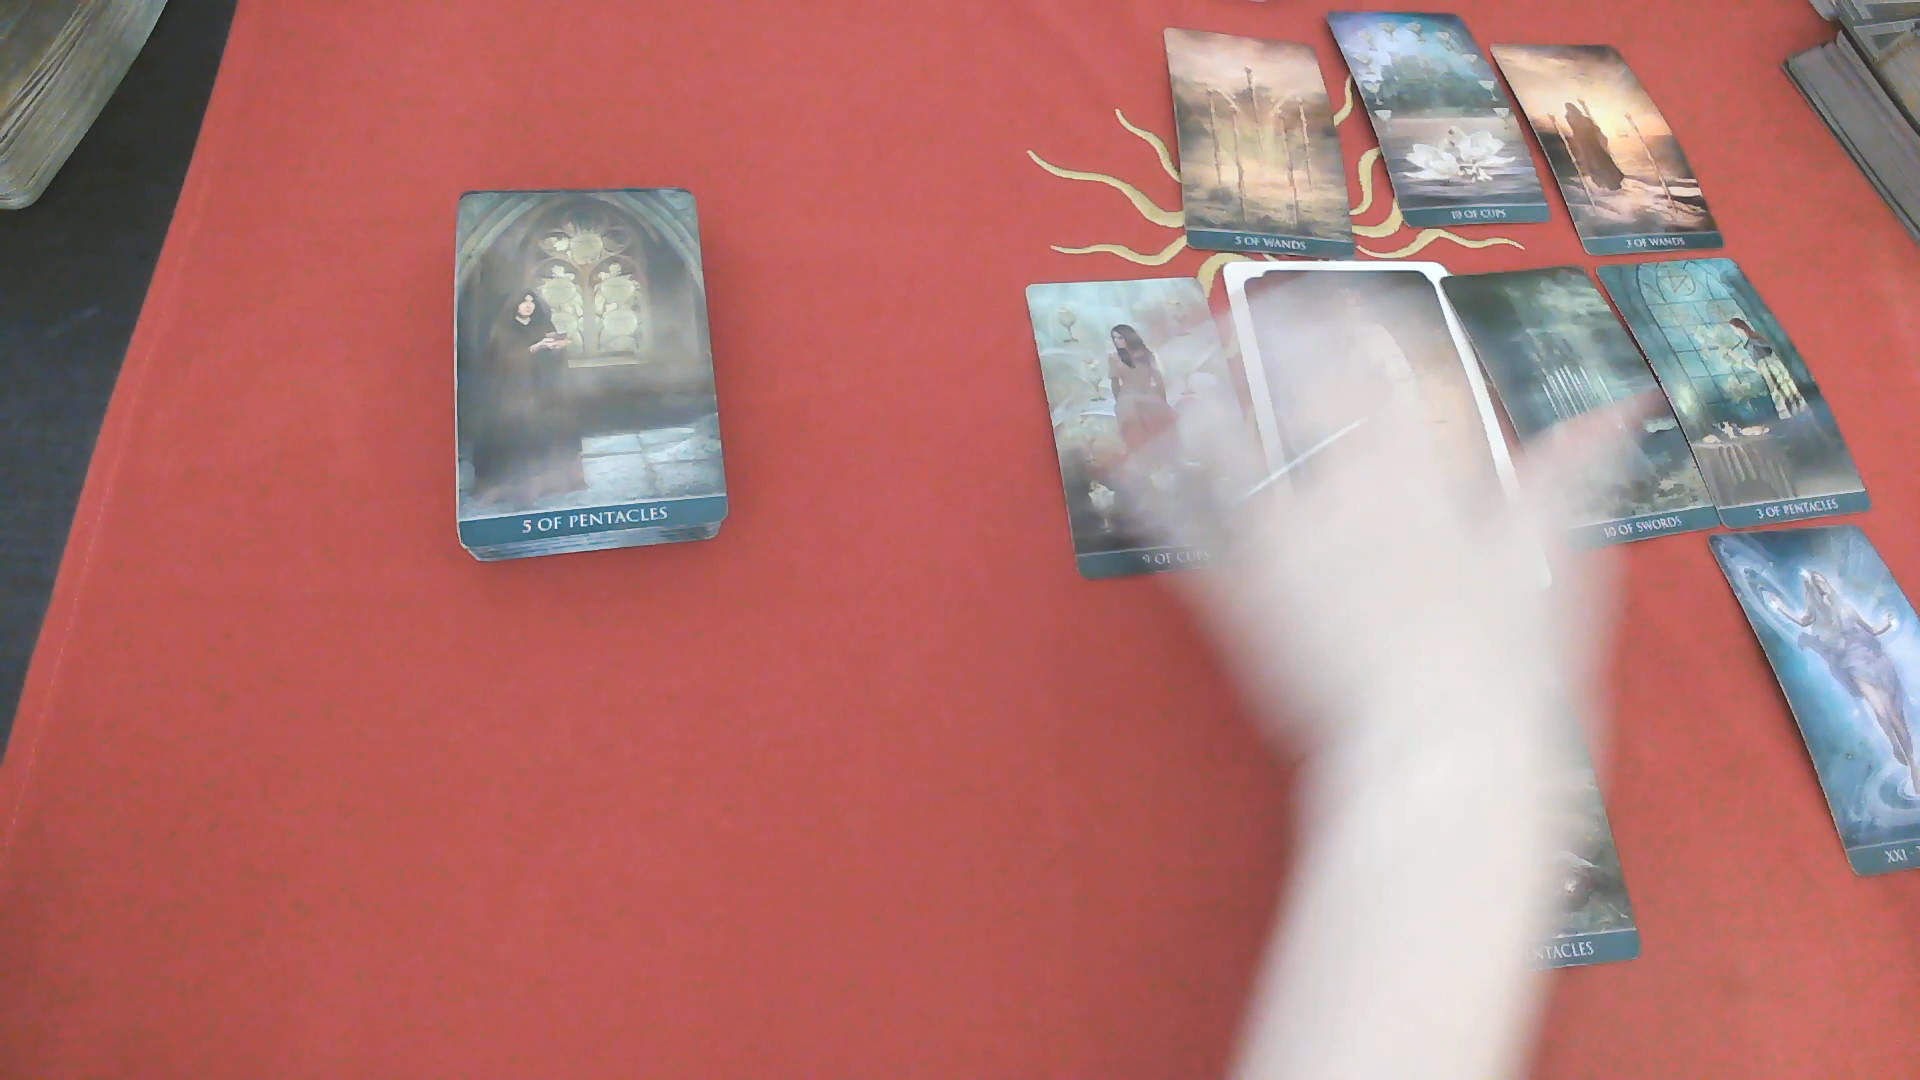 10 OF CUPS
5 OF WANDS
3 OF WANDS
5 OF PENTACLES
9 OF CUPS
10 OF SWORDS
3 OF PENTACLES
XXI -
NTACLES